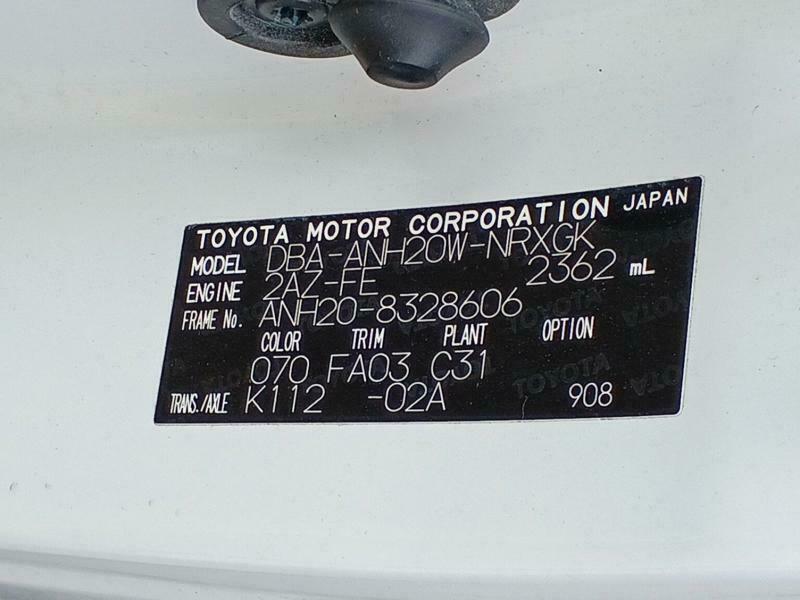 TOYOTA MOTOR CORPORATION JAPAN
MODEL DBA-ANH20W-NRXGK
ENGINE 2AZ-FE 2362 mL
FRAME No. ANH20-8328606
COLOR TRIM PLANT OPTION
070 FA03 C31
TRANS./AXLE K112 -02A 908